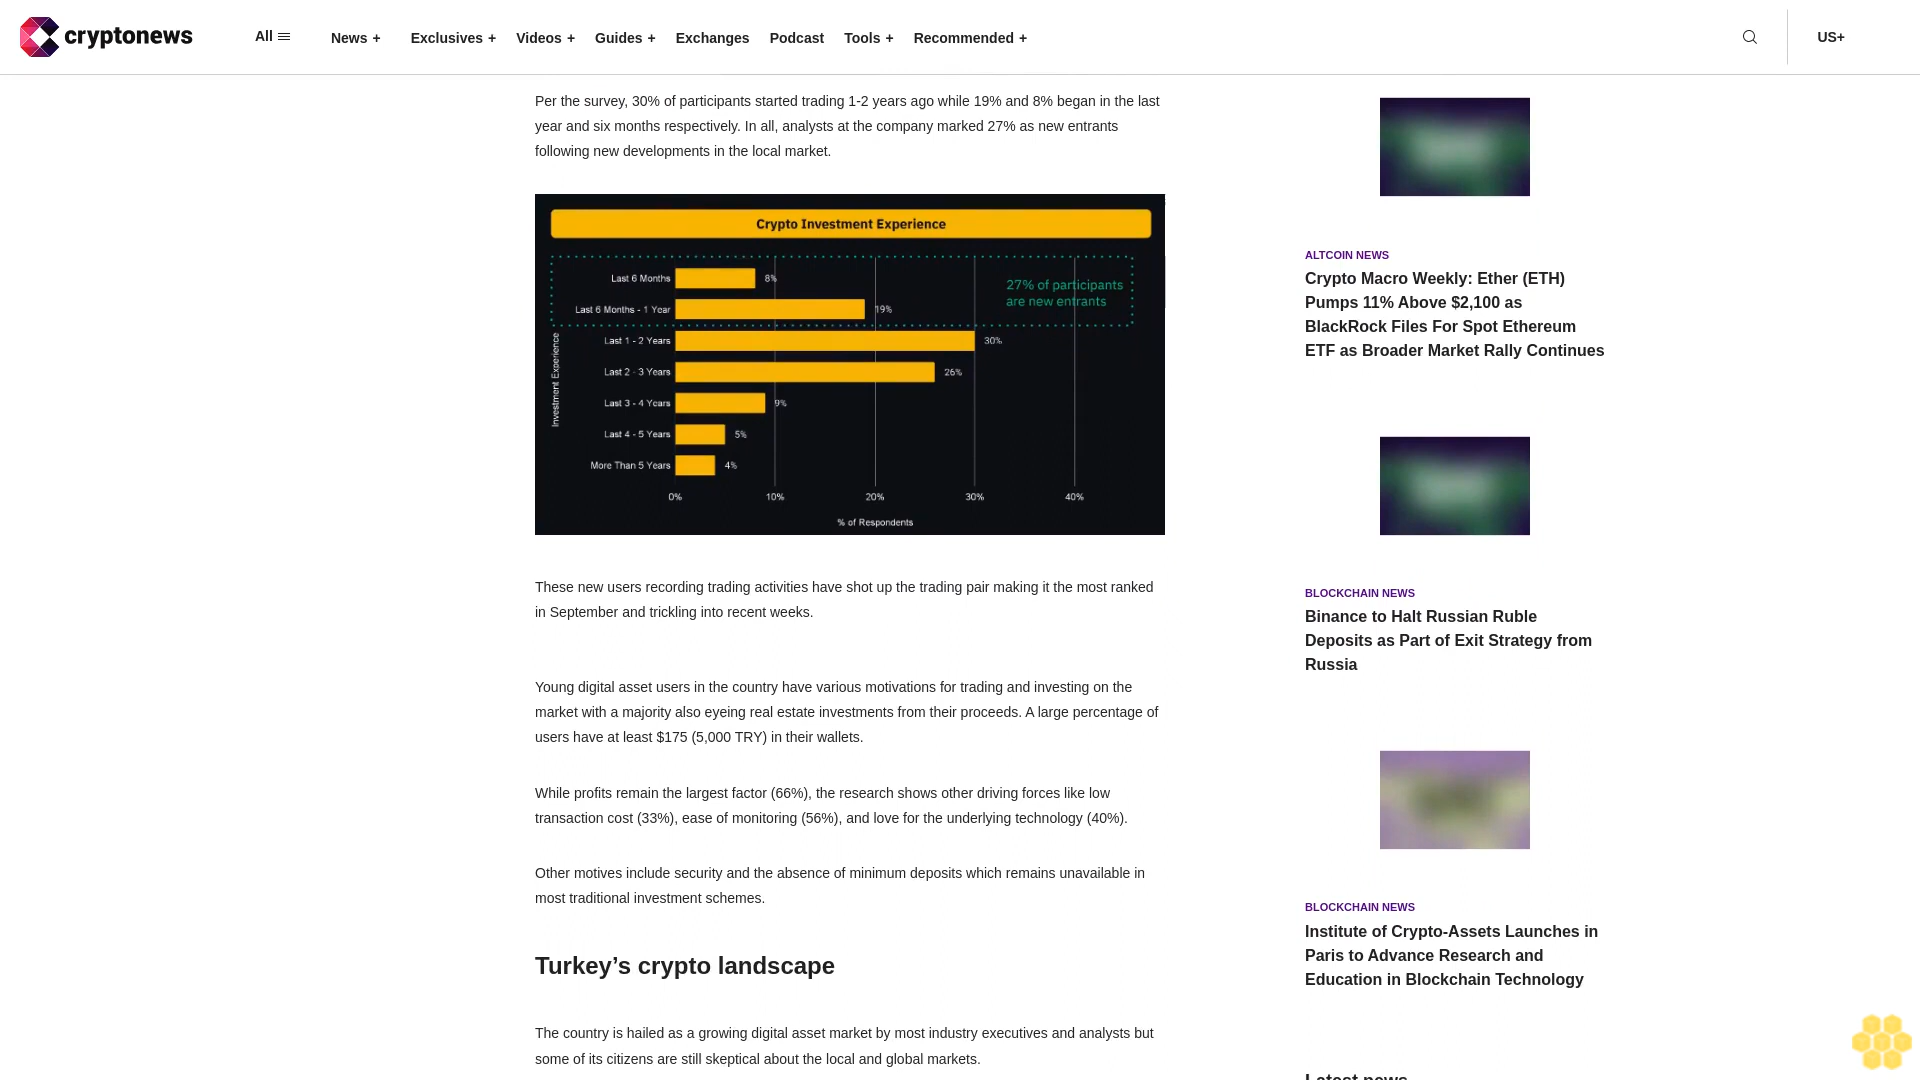 cryptonews
All
News +
Exclusives +
Videos +
Guides +
Exchanges
Podcast
Tools +
Recommended +
US+
Per the survey, 30% of participants started trading 1-2 years ago while 19% and 8% began in the last
year and six months respectively. In all, analysts at the company marked 27% as new entrants
following new developments in the local market.
Crypto Investment Experience
27% of participants
are new entrants
Investment Experience
Last 6 Months 8%
Last 6 Months - 1 Year 19%
Last 1 - 2 Years 30%
Last 2 - 3 Years 26%
Last 3 - 4 Years 9%
Last 4 - 5 Years 5%
More Than 5 Years 4%
0% 10% 20% 30% 40%
% of Respondents
These new users recording trading activities have shot up the trading pair making it the most ranked
in September and trickling into recent weeks.
Young digital asset users in the country have various motivations for trading and investing on the
market with a majority also eyeing real estate investments from their proceeds. A large percentage of
users have at least $175 (5,000 TRY) in their wallets.
While profits remain the largest factor (66%), the research shows other driving forces like low
transaction cost (33%), ease of monitoring (56%), and love for the underlying technology (40%).
Other motives include security and the absence of minimum deposits which remains unavailable in
most traditional investment schemes.
Turkey’s crypto landscape
The country is hailed as a growing digital asset market by most industry executives and analysts but
some of its citizens are still skeptical about the local and global markets.
ALTCOIN NEWS
Crypto Macro Weekly: Ether (ETH)
Pumps 11% Above $2,100 as
BlackRock Files For Spot Ethereum
ETF as Broader Market Rally Continues
BLOCKCHAIN NEWS
Binance to Halt Russian Ruble
Deposits as Part of Exit Strategy from
Russia
BLOCKCHAIN NEWS
Institute of Crypto-Assets Launches in
Paris to Advance Research and
Education in Blockchain Technology
Latest news